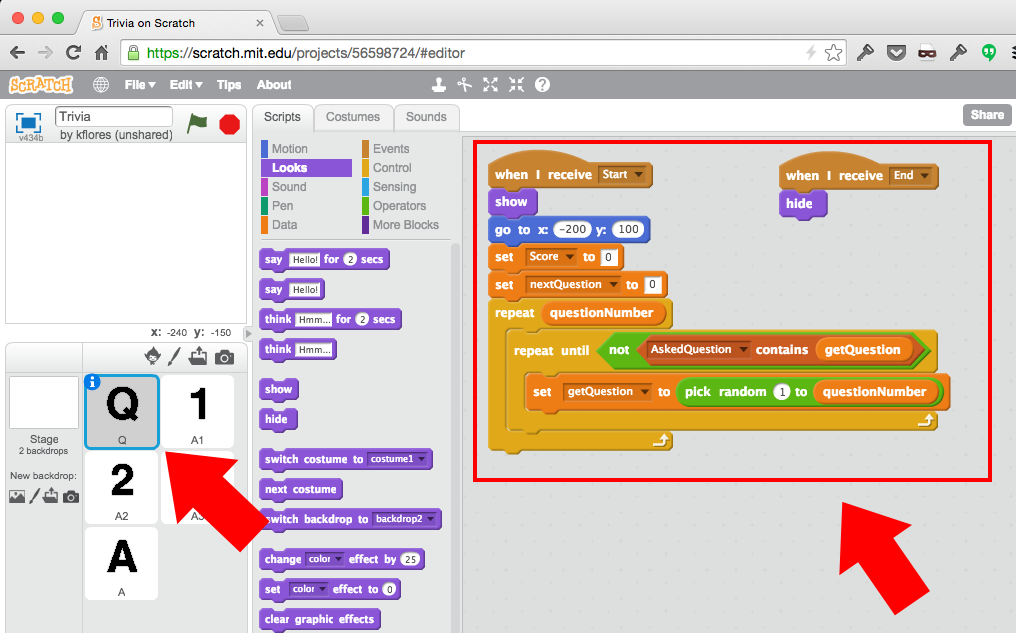 Trivia on Scratch
https://scratch.mit.edu/projects/56598724/#editor
SCRATCH File Edit Tips About
Trivia
by kflores (unshared)
v434b
Scripts Costumes Sounds
Share
Motion Events
Looks Control
Sound Sensing
Pen Operators
Data More Blocks
say Hello! for 2 secs
say Hello!
think Hmm... for 2 secs
think Hmm...
show
hide
switch costume to costume1
next costume
switch backdrop to backdrop2
change color effect by 25
set color effect to 0
clear graphic effects
x: -240 y: -150
Stage
2 backdrops
New backdrop:
Q
Q
1
A1
2
A2
A
A
when I receive Start
show
go to x: -200 y: 100
set Score to 0
set nextQuestion to 0
repeat questionNumber
repeat until not AskedQuestion contains getQuestion
set getQuestion to pick random 1 to questionNumber
when I receive End
hide